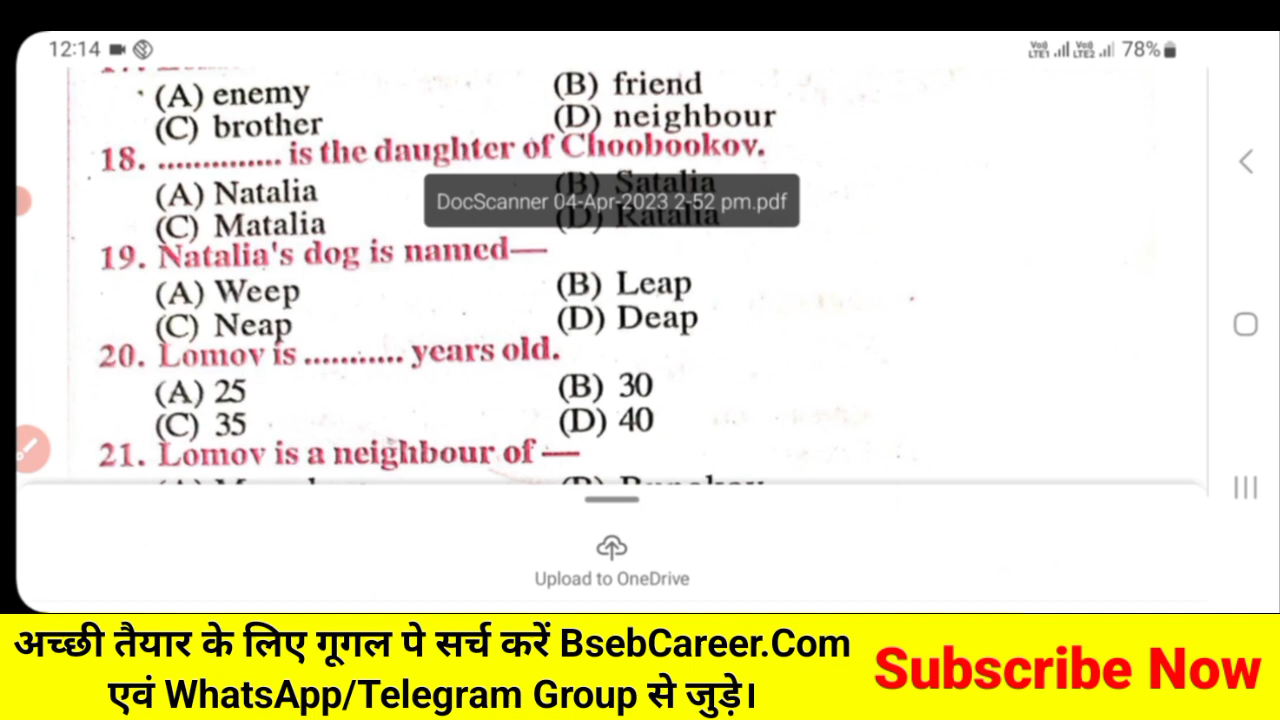 12:14 78%
(A) enemy (B) friend
(C) brother (D) neighbour
18. .............. is the daughter of Choobookov.
(A) Natalia (B) Satalia
DocScanner 04-Apr-2023 2-52 pm.pdf
(C) Matalia (D) Ratalia
19. Natalia's dog is named—
(A) Weep (B) Leap
(C) Neap (D) Deap
20. Lomov is ........... years old.
(A) 25 (B) 30
(C) 35 (D) 40
21. Lomov is a neighbour of —
Upload to OneDrive
अच्छी तैयार के लिए गूगल पे सर्च करें BsebCareer.Com
एवं WhatsApp/Telegram Group से जुड़े।
Subscribe Now